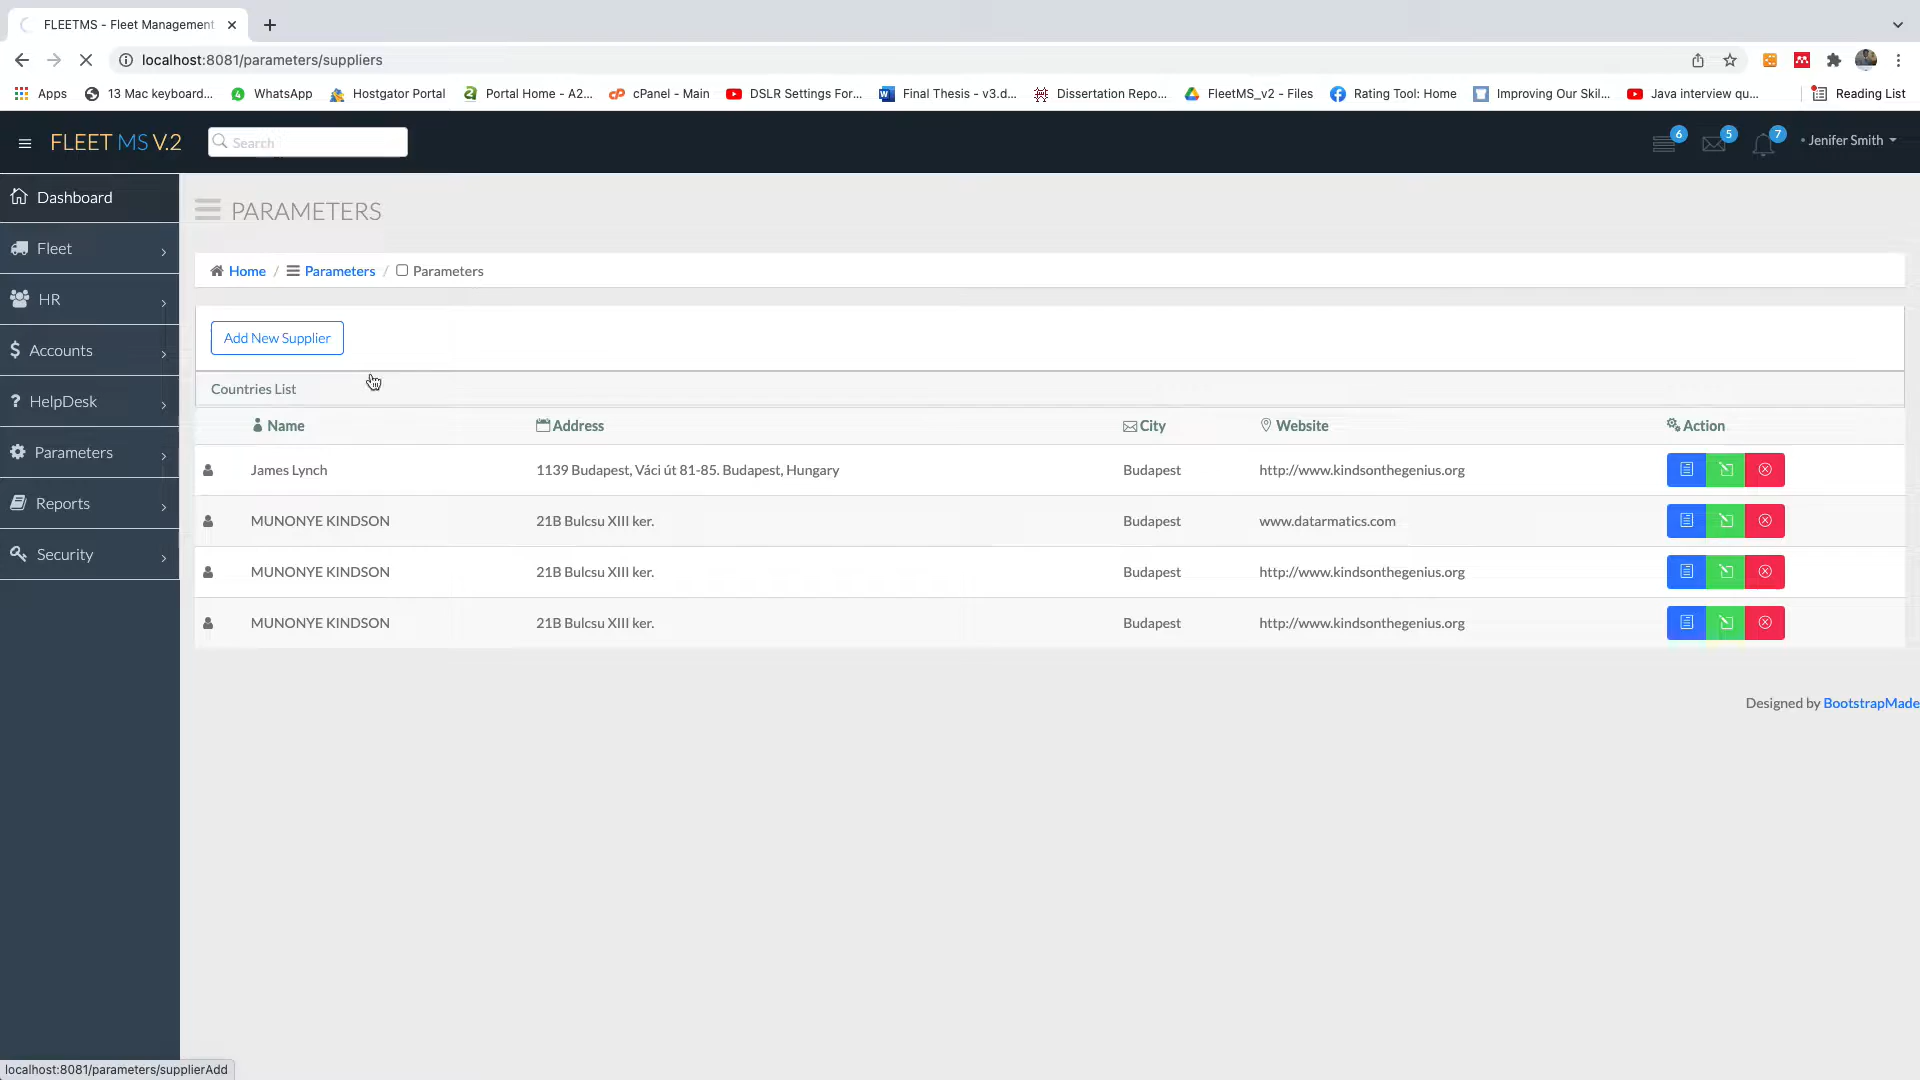 FLEETMS - Fleet Management
localhost:8081/parameters/suppliers
Apps 13 Mac keyboard... WhatsApp Hostgator Portal Portal Home - A2... cPanel - Main DSLR Settings For... Final Thesis - v3.d... Dissertation Repo... FleetMS_v2 - Files Rating Tool: Home Improving Our Skil... Java interview qu... Reading List
FLEET MS V.2 Search 6 5 7 Jenifer Smith
Dashboard
Fleet
HR
Accounts
HelpDesk
Parameters
Reports
Security
PARAMETERS
Home / Parameters / Parameters
Add New Supplier
Countries List
Name Address City Website Action
James Lynch 1139 Budapest, Váci út 81-85. Budapest, Hungary Budapest http://www.kindsonthegenius.org
MUNONYE KINDSON 21B Bulcsu XIII ker. Budapest www.datarmatics.com
MUNONYE KINDSON 21B Bulcsu XIII ker. Budapest http://www.kindsonthegenius.org
MUNONYE KINDSON 21B Bulcsu XIII ker. Budapest http://www.kindsonthegenius.org
Designed by BootstrapMade
localhost:8081/parameters/supplierAdd